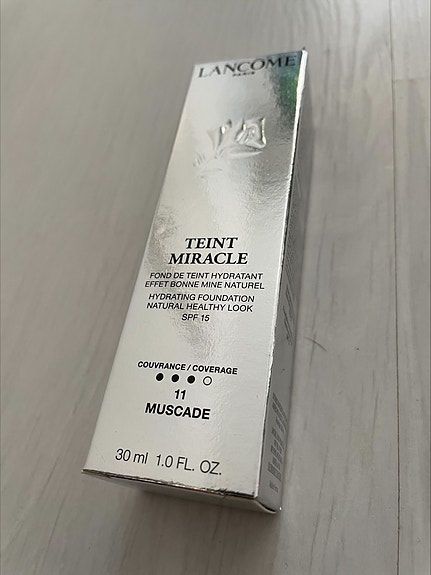 LANCÔME
PARIS
TEINT
MIRACLE
FOND DE TEINT HYDRATANT
EFFET BONNE MINE NATUREL
HYDRATING FOUNDATION
NATURAL HEALTHY LOOK
SPF 15
COUVRANCE / COVERAGE
11
MUSCADE
30 ml 1.0 FL. OZ.